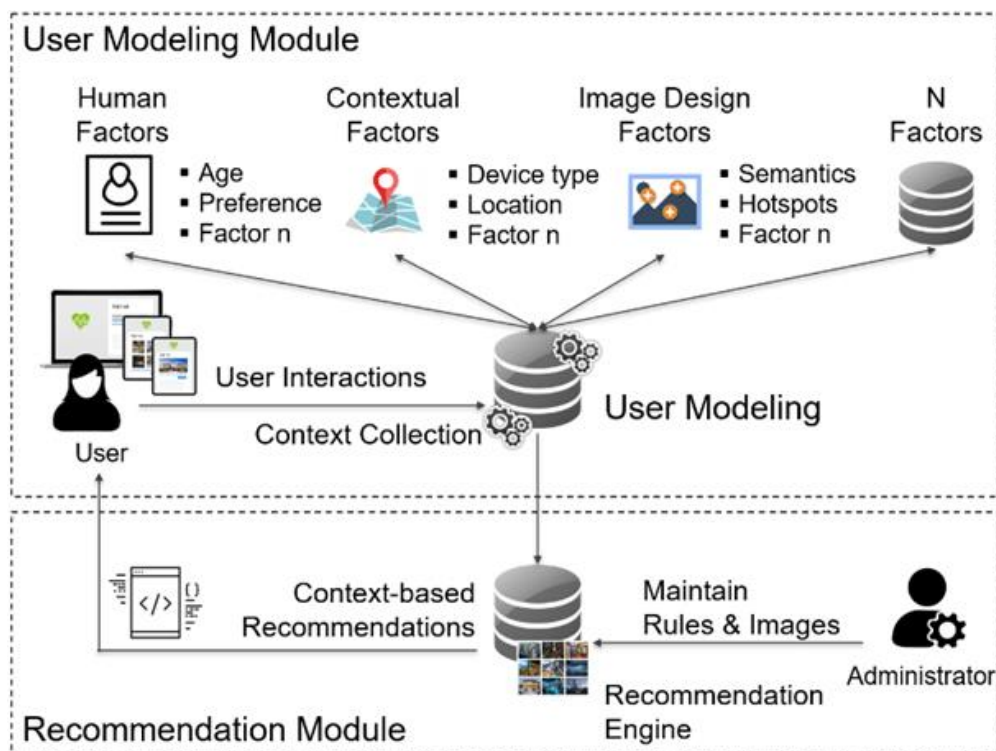 User Modeling Module
Human
Factors
Contextual
Factors
Image Design
Factors
N
Factors
▪ Age
▪ Preference
▪ Factor n
▪ Device type
▪ Location
▪ Factor n
▪ Semantics
▪ Hotspots
▪ Factor n
User Interactions
Context Collection
User Modeling
User
</>
{}
Context-based
Recommendations
Maintain
Rules & Images
Administrator
Recommendation
Engine
Recommendation Module